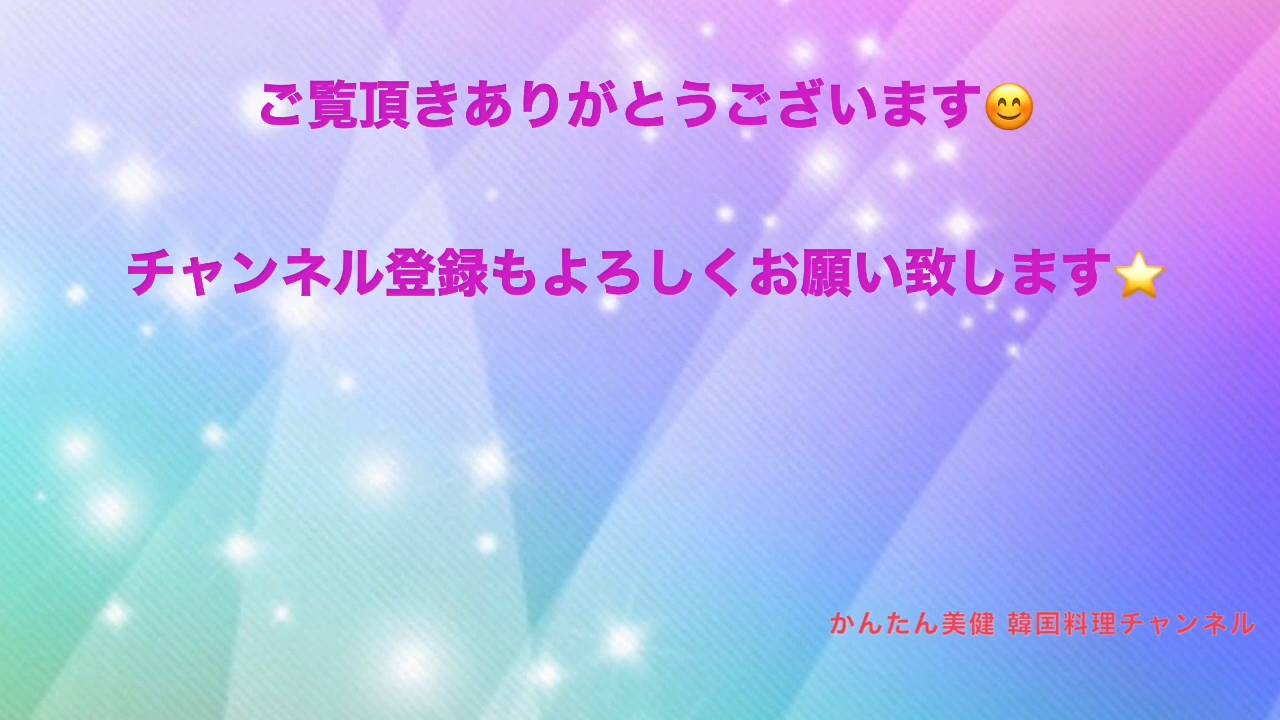 ご覧頂きありがとうございます😊
チャンネル登録もよろしくお願い致します⭐
かんたん美健 韓国料理チャンネル